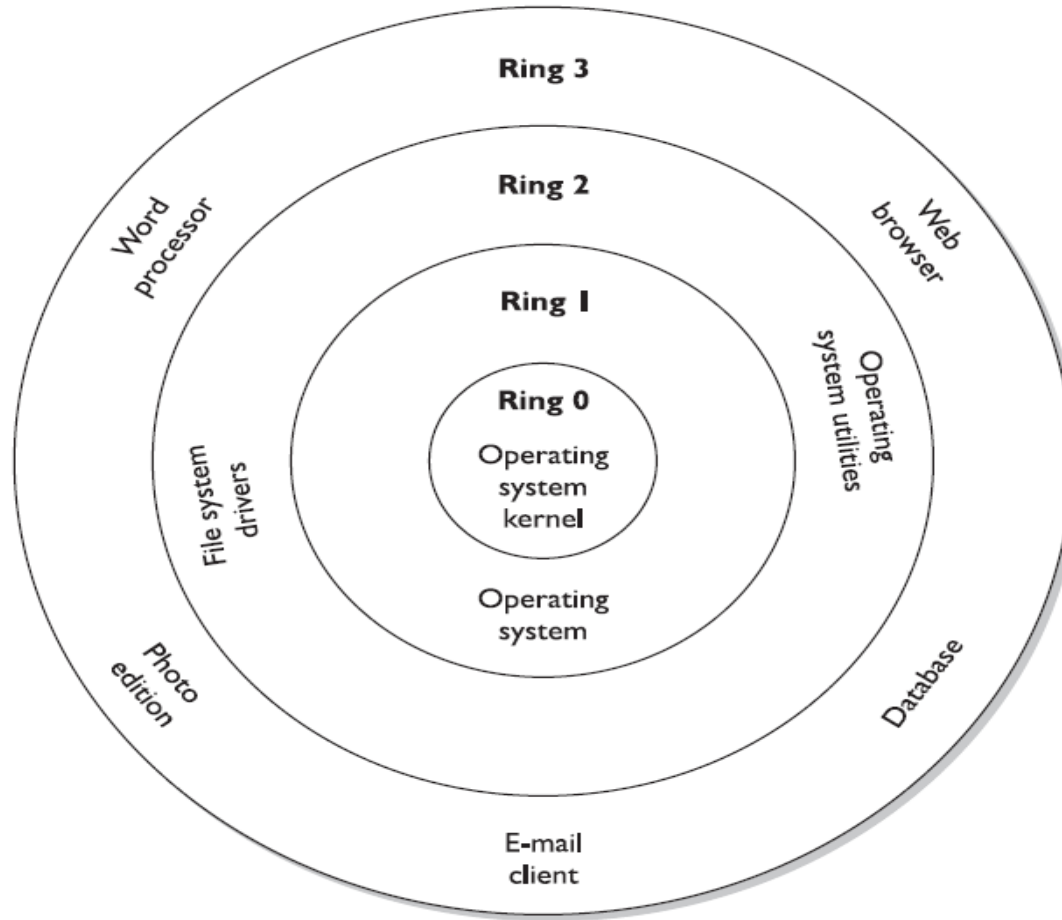 Ring 3
Word
processor
Web
browser
Ring 2
Operating
system utilities
File system
drivers
Ring 1
Ring 0
Operating
system
kernel
Operating
system
Photo
edition
Database
E-mail
client